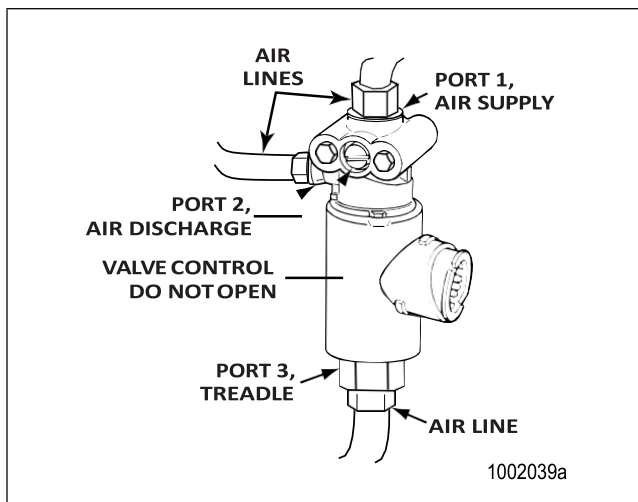 AIR
LINES
PORT 1,
AIR SUPPLY
PORT 2,
AIR DISCHARGE
VALVE CONTROL
DO NOT OPEN
PORT 3,
TREADLE
AIR LINE
1002039a